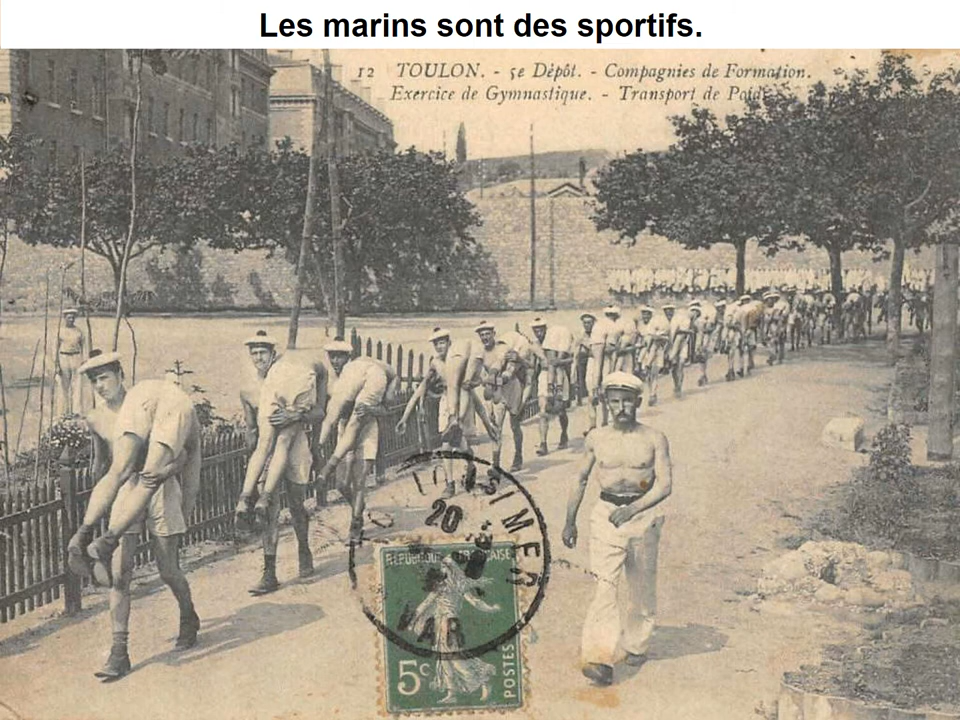 Les marins sont des sportifs.
12 TOULON. - 5e Dépôt. - Compagnies de Formation.
Exercice de Gymnastique. - Transport de Poids
20
VAR
REPUBLIQUE FRANÇAISE
5c
POSTES